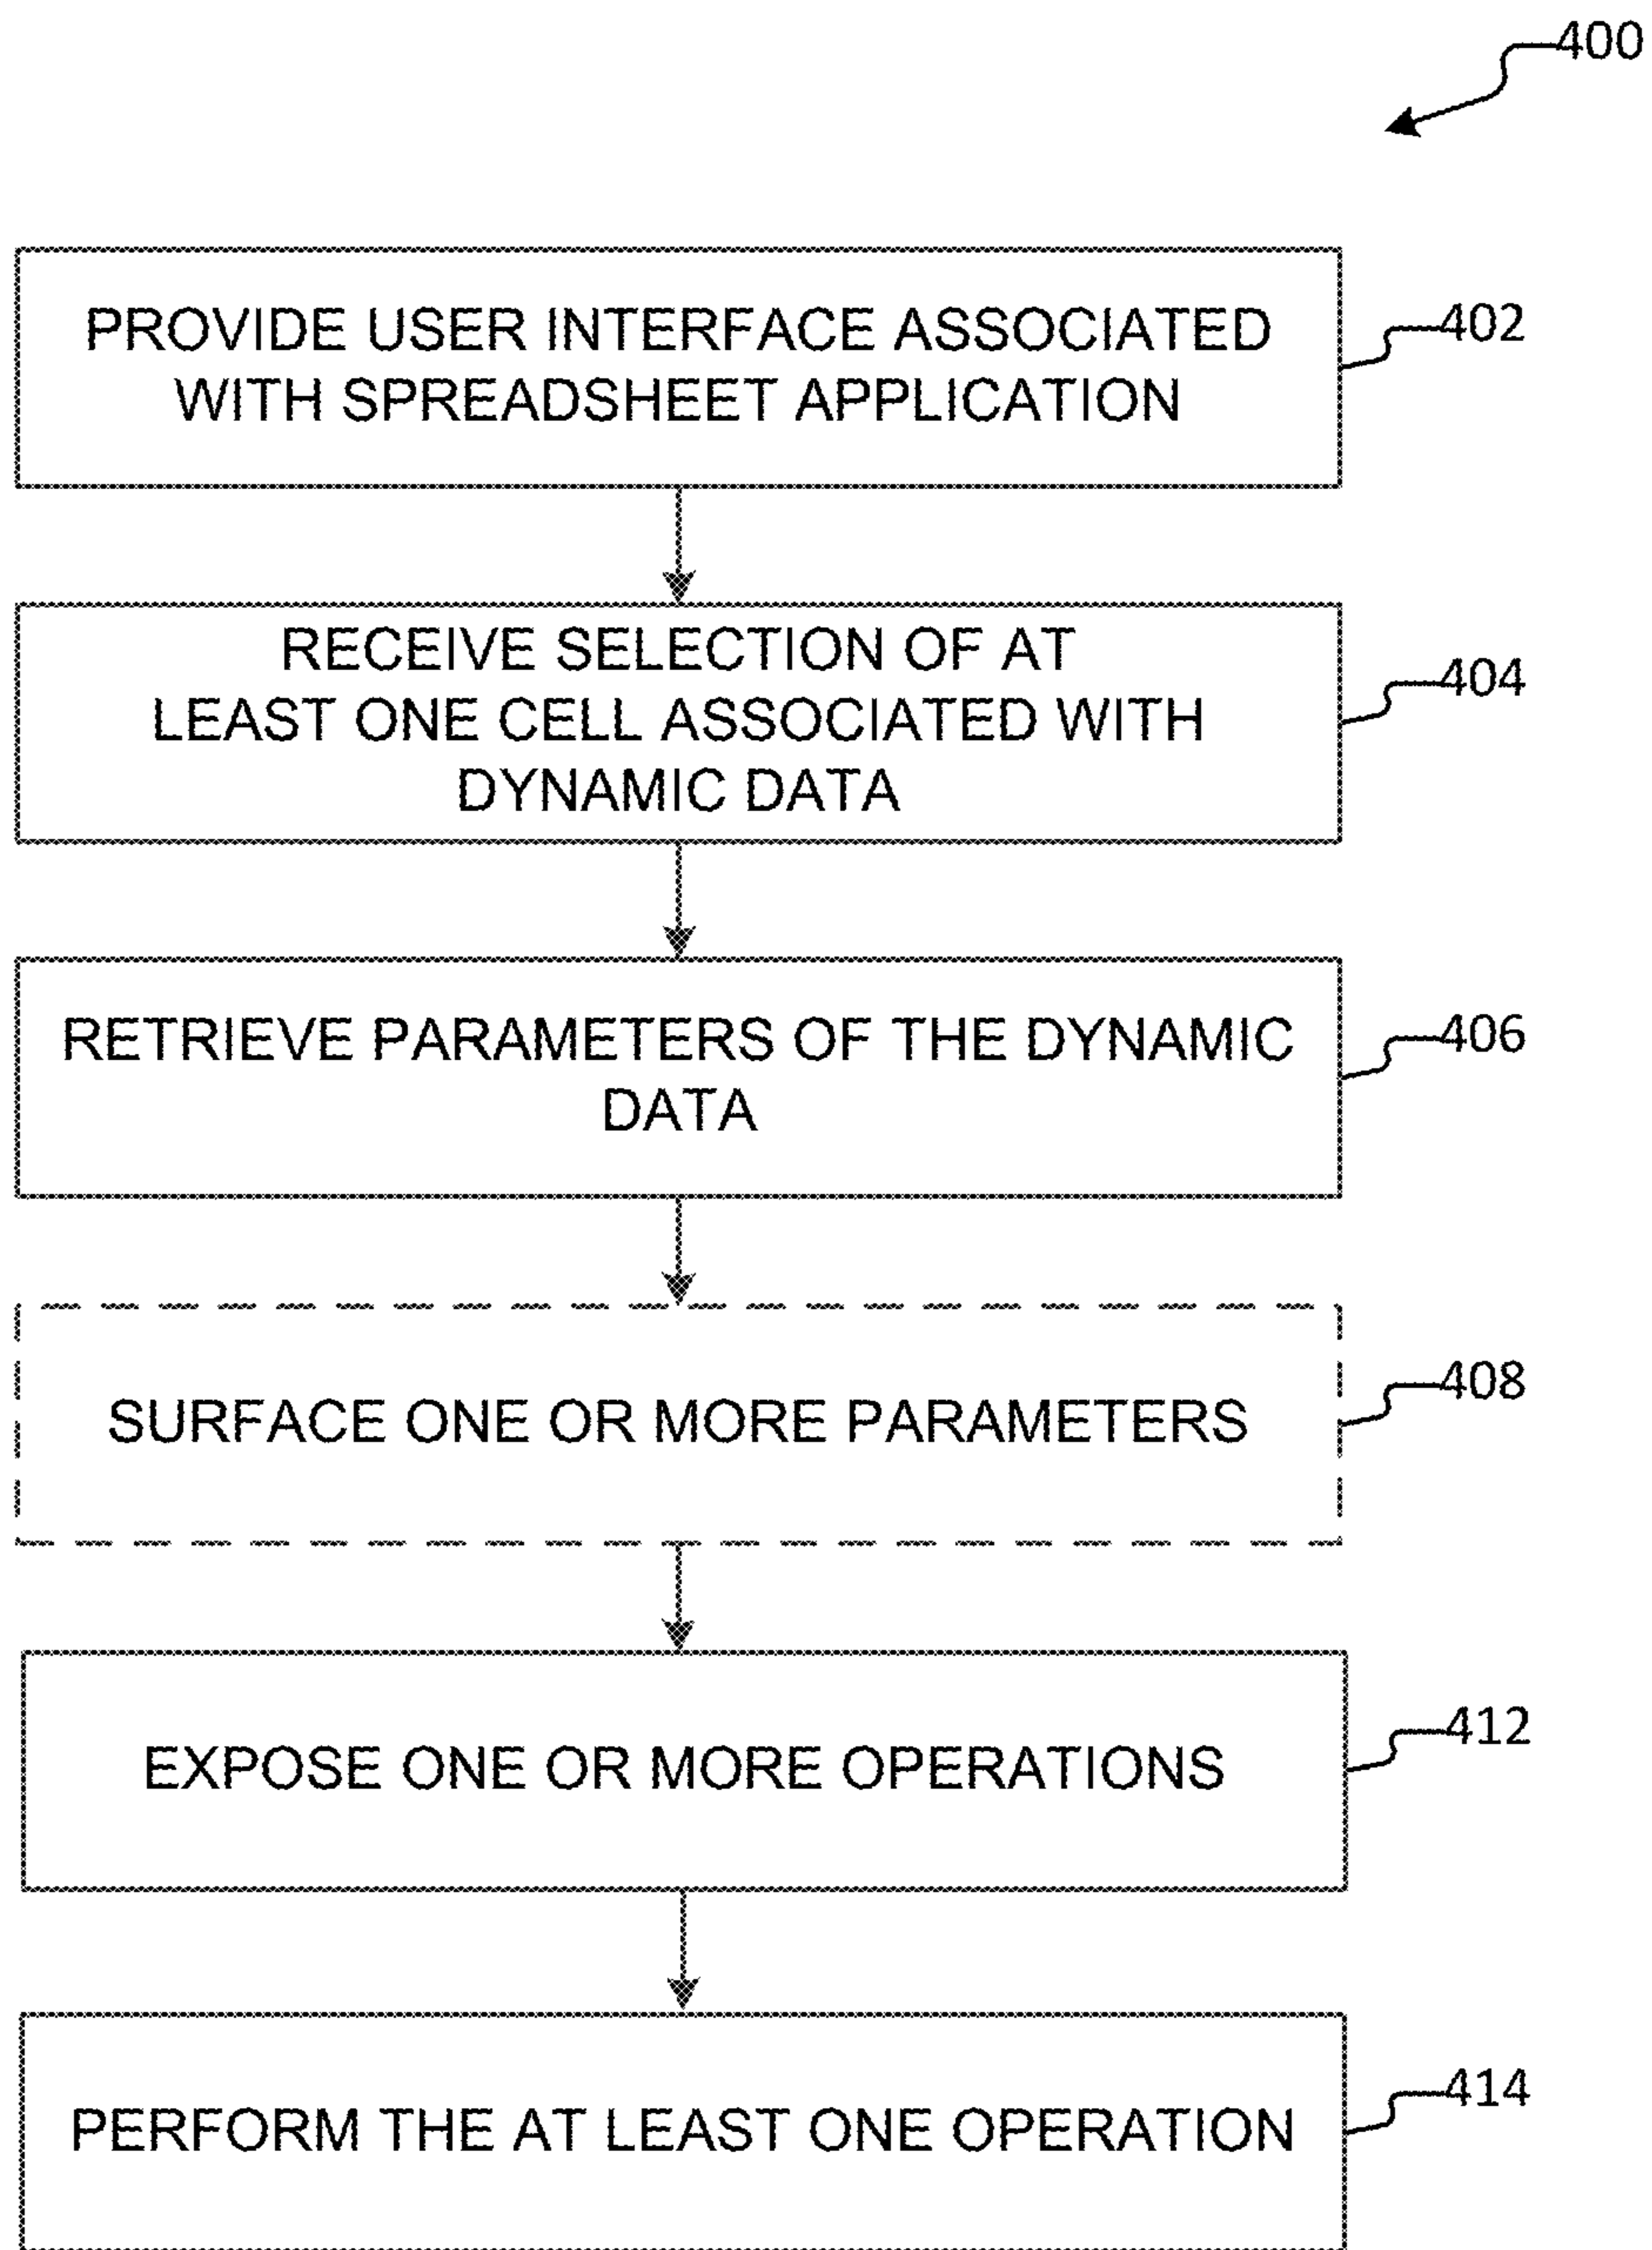 400
PROVIDE USER INTERFACE ASSOCIATED
WITH SPREADSHEET APPLICATION
402
RECEIVE SELECTION OF AT
LEAST ONE CELL ASSOCIATED WITH
DYNAMIC DATA
404
RETRIEVE PARAMETERS OF THE DYNAMIC
DATA
406
SURFACE ONE OR MORE PARAMETERS
408
EXPOSE ONE OR MORE OPERATIONS
412
PERFORM THE AT LEAST ONE OPERATION
414